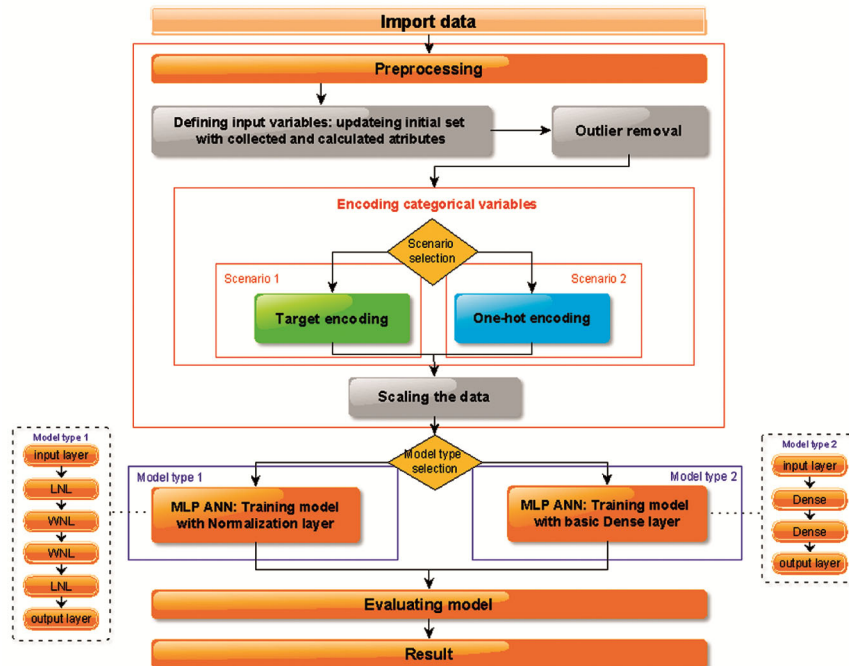 Import data
Preprocessing
Defining input variables: updateing initial set
with collected and calculated atributes
Outlier removal
Encoding categorical variables
Scenario
selection
Scenario 1
Scenario 2
Target encoding
One-hot encoding
Scaling the data
Model type
selection
Model type 1
input layer
LNL
WNL
WNL
LNL
output layer
Model type 1
MLP ANN: Training model
with Normalization layer
Model type 2
MLP ANN: Training model
with basic Dense layer
Model type 2
input layer
Dense
Dense
output layer
Evaluating model
Result